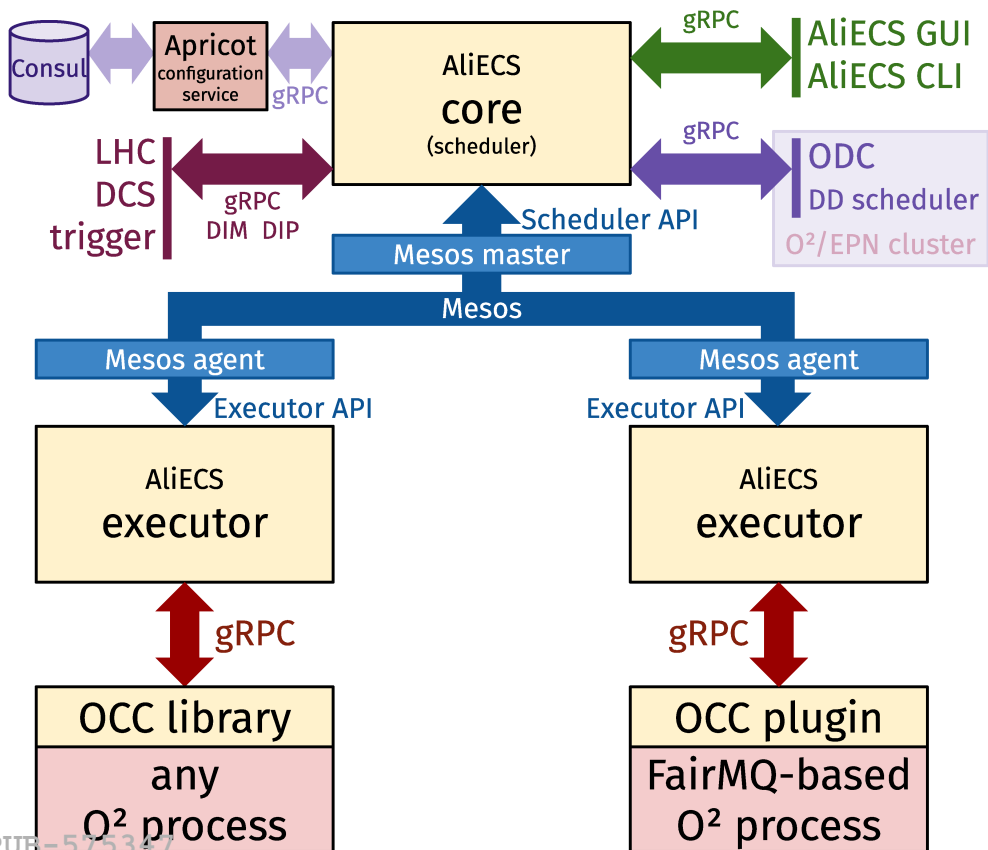 Consul
Apricot
configuration
service
gRPC
AliECS
core
(scheduler)
gRPC
AliECS GUI
AliECS CLI
LHC
DCS
trigger
gRPC
DIM DIP
gRPC
ODC
DD scheduler
O²/EPN cluster
Scheduler API
Mesos master
Mesos
Mesos agent
Mesos agent
Executor API
Executor API
AliECS
executor
AliECS
executor
gRPC
gRPC
OCC library
any
O² process
OCC plugin
FairMQ-based
O² process